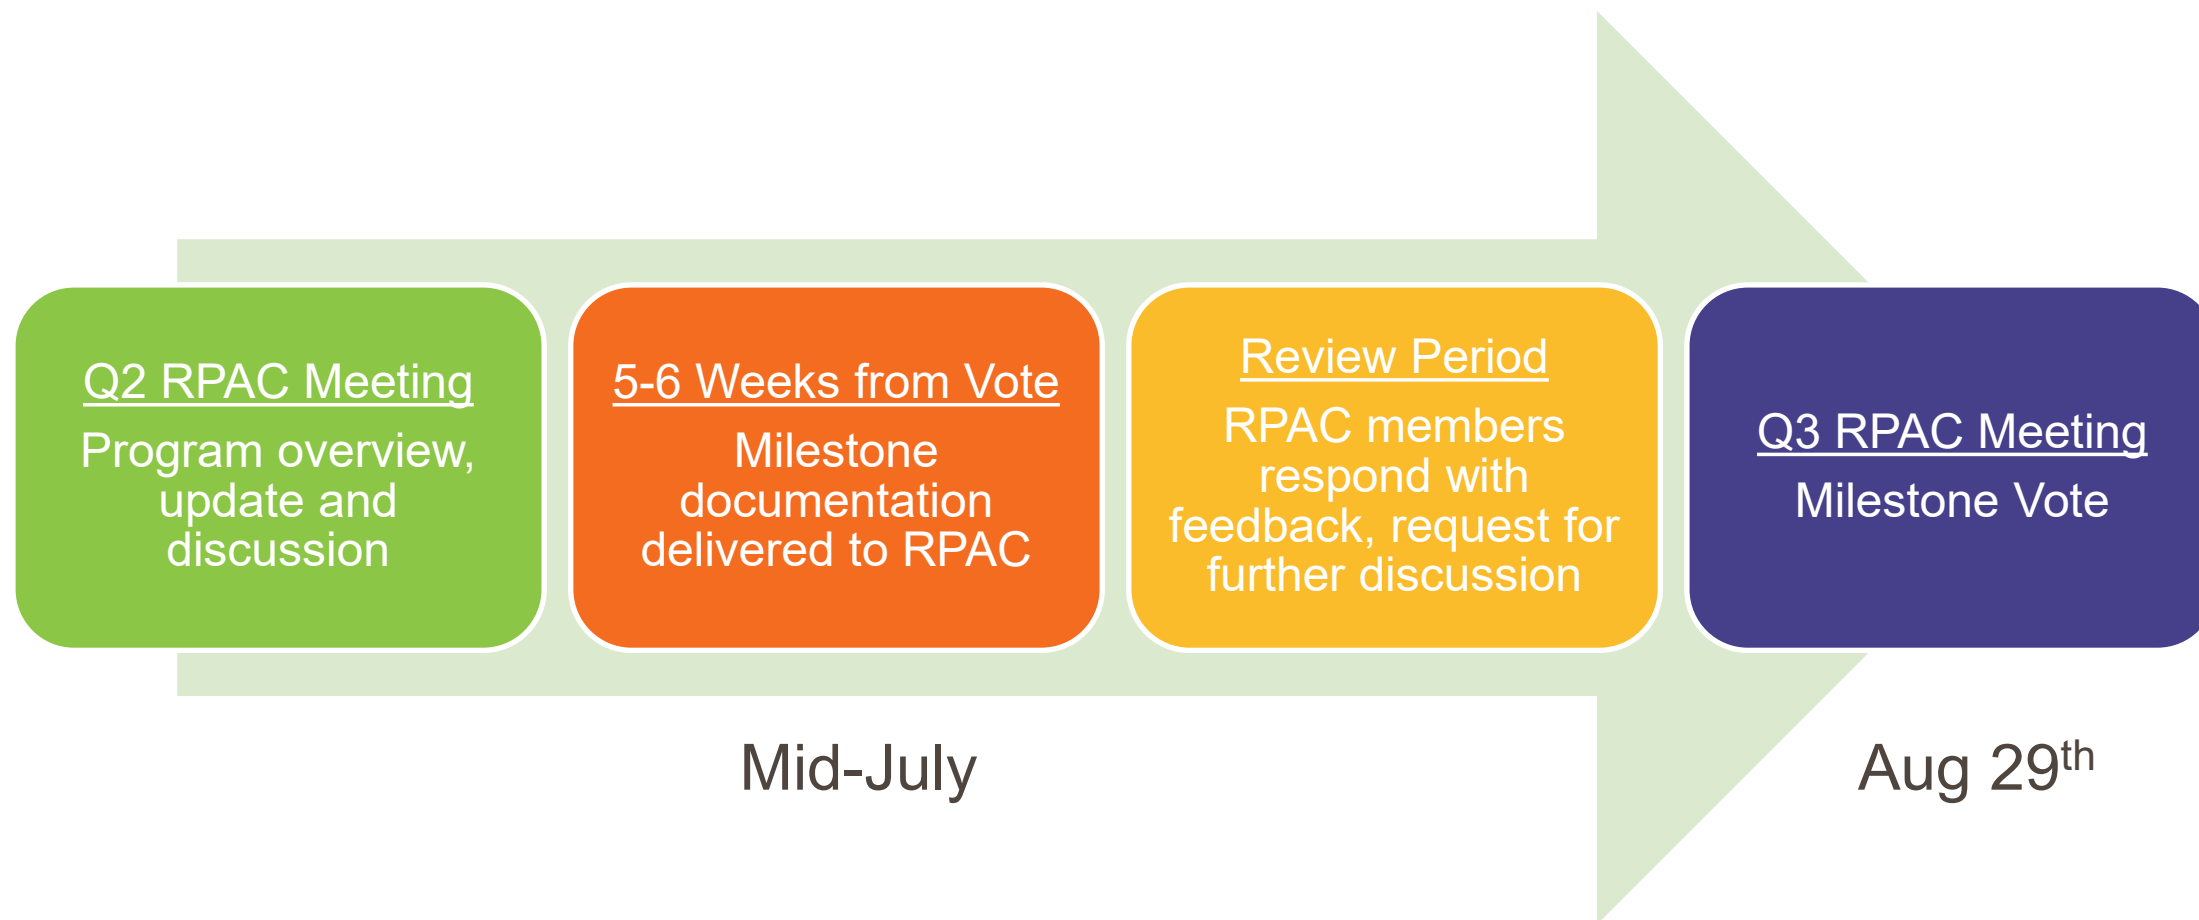 Q2 RPAC Meeting
Program overview,
update and
discussion
5-6 Weeks from Vote
Milestone
documentation
delivered to RPAC
Review Period
RPAC members
respond with
feedback, request for
further discussion
Q3 RPAC Meeting
Milestone Vote
Mid-July
Aug 29th